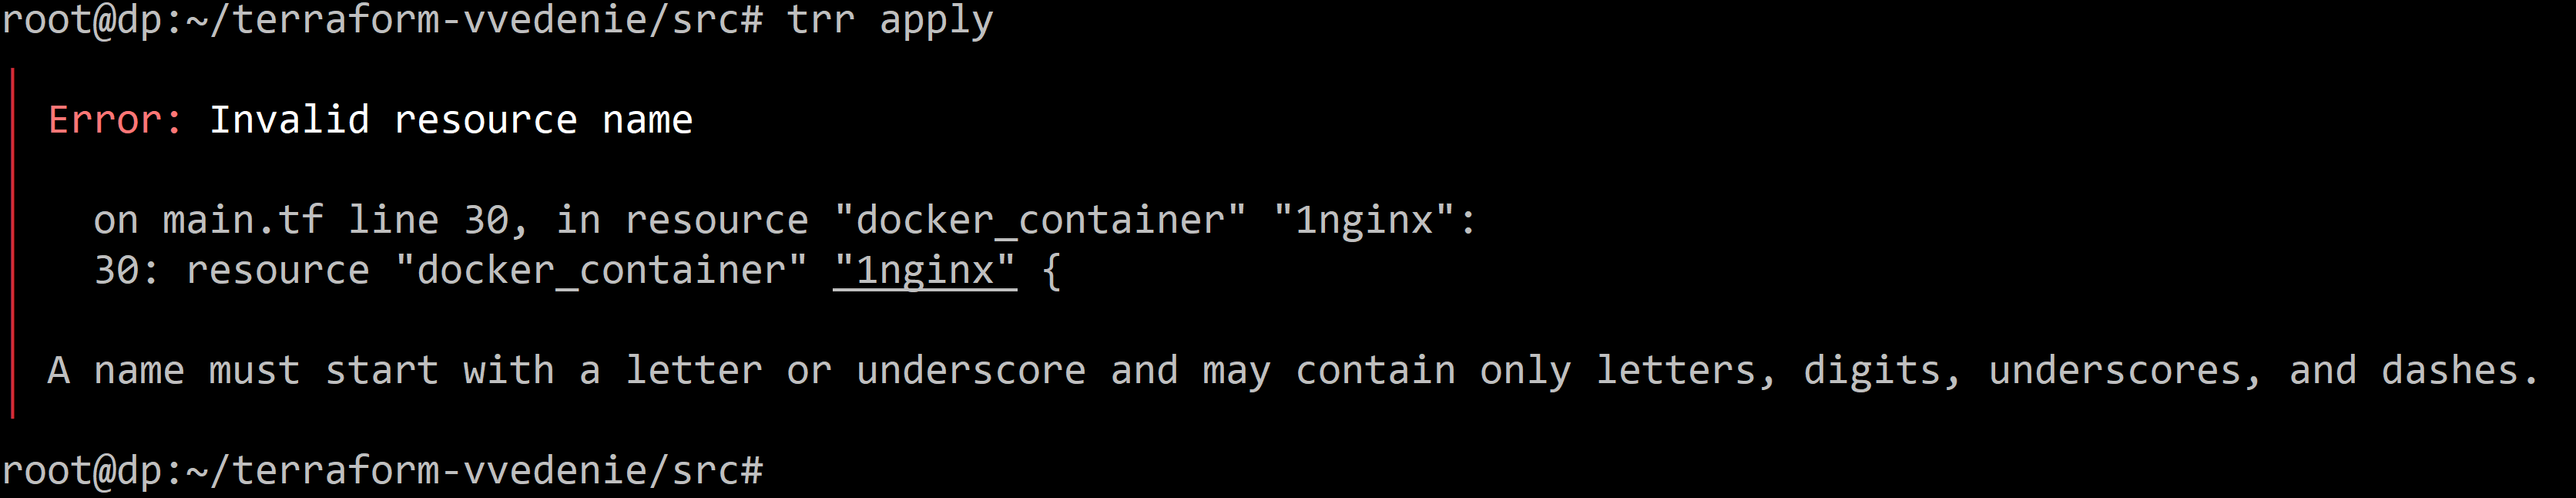 root@dp:~/terraform-vvedenie/src# trr apply
Error: Invalid resource name
on main.tf line 30, in resource "docker_container" "1nginx":
30: resource "docker_container" "1nginx" {
A name must start with a letter or underscore and may contain only letters, digits, underscores, and dashes.
root@dp:~/terraform-vvedenie/src#